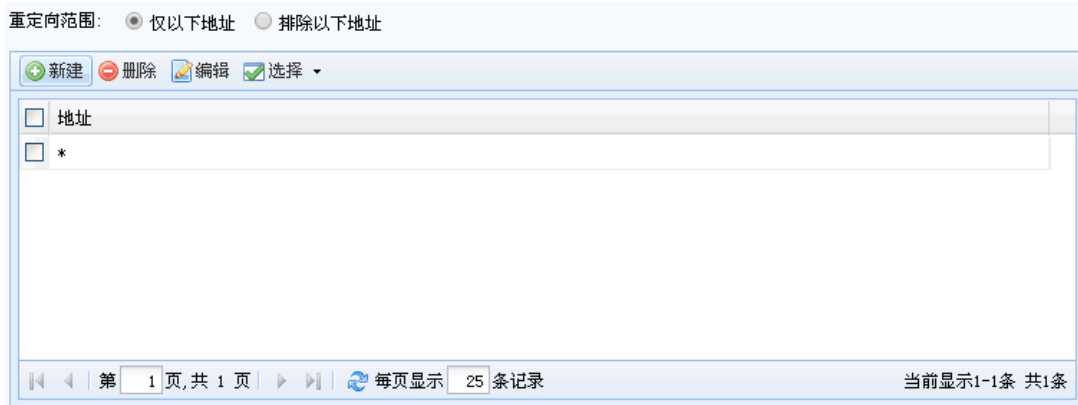 重定向范围: 仅以下地址 排除以下地址
新建 删除 编辑 选择
地址
*
第 1 页,共 1 页 每页显示 25 条记录 当前显示1-1条 共1条